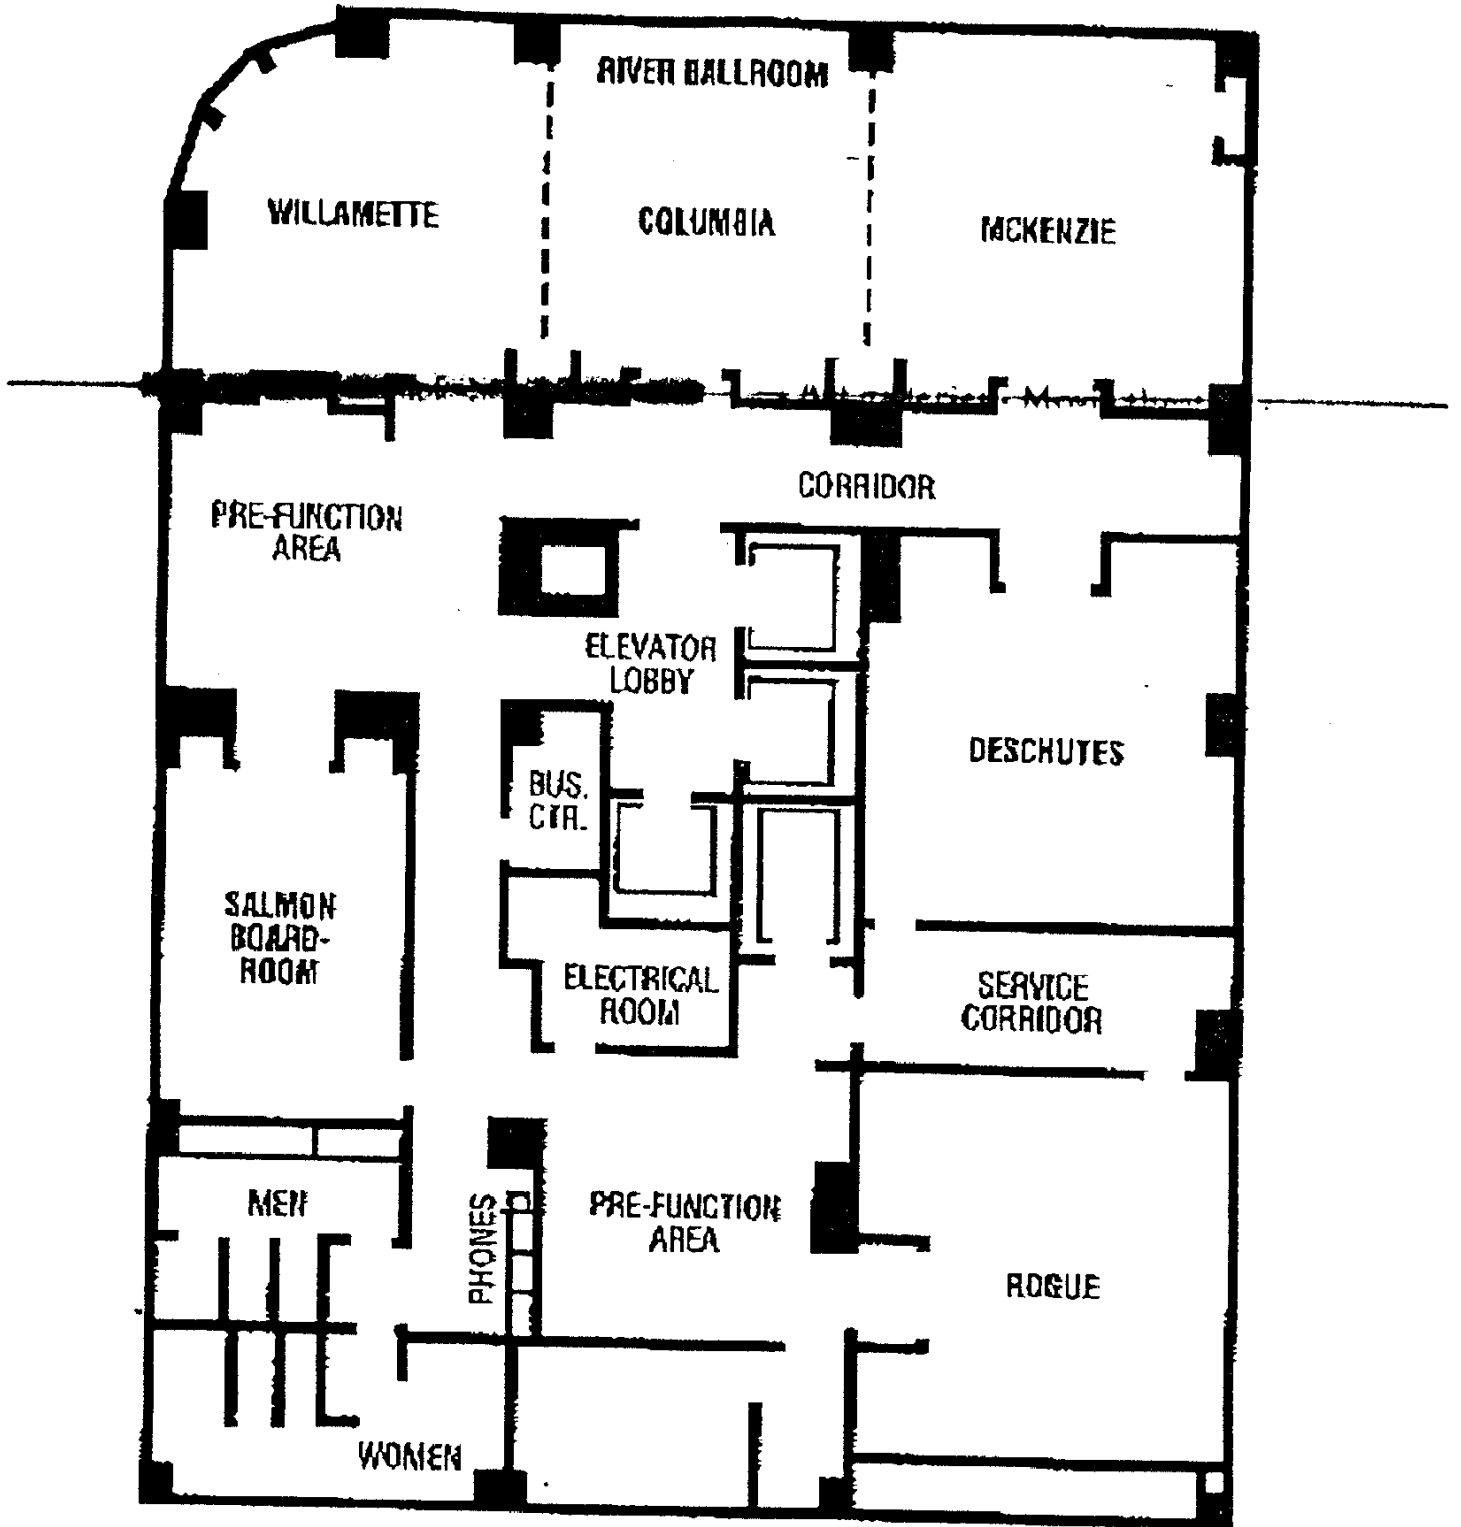 RIVER BALLROOM
WILLAMETTE
COLUMBIA
MCKENZIE
CORRIDOR
PRE-FUNCTION
AREA
ELEVATOR
LOBBY
DESCHUTES
BUS.
CTR.
SALMON
BOARD-
ROOM
ELECTRICAL
ROOM
SERVICE
CORRIDOR
MEN
PHONES
PRE-FUNCTION
AREA
ROGUE
WOMEN